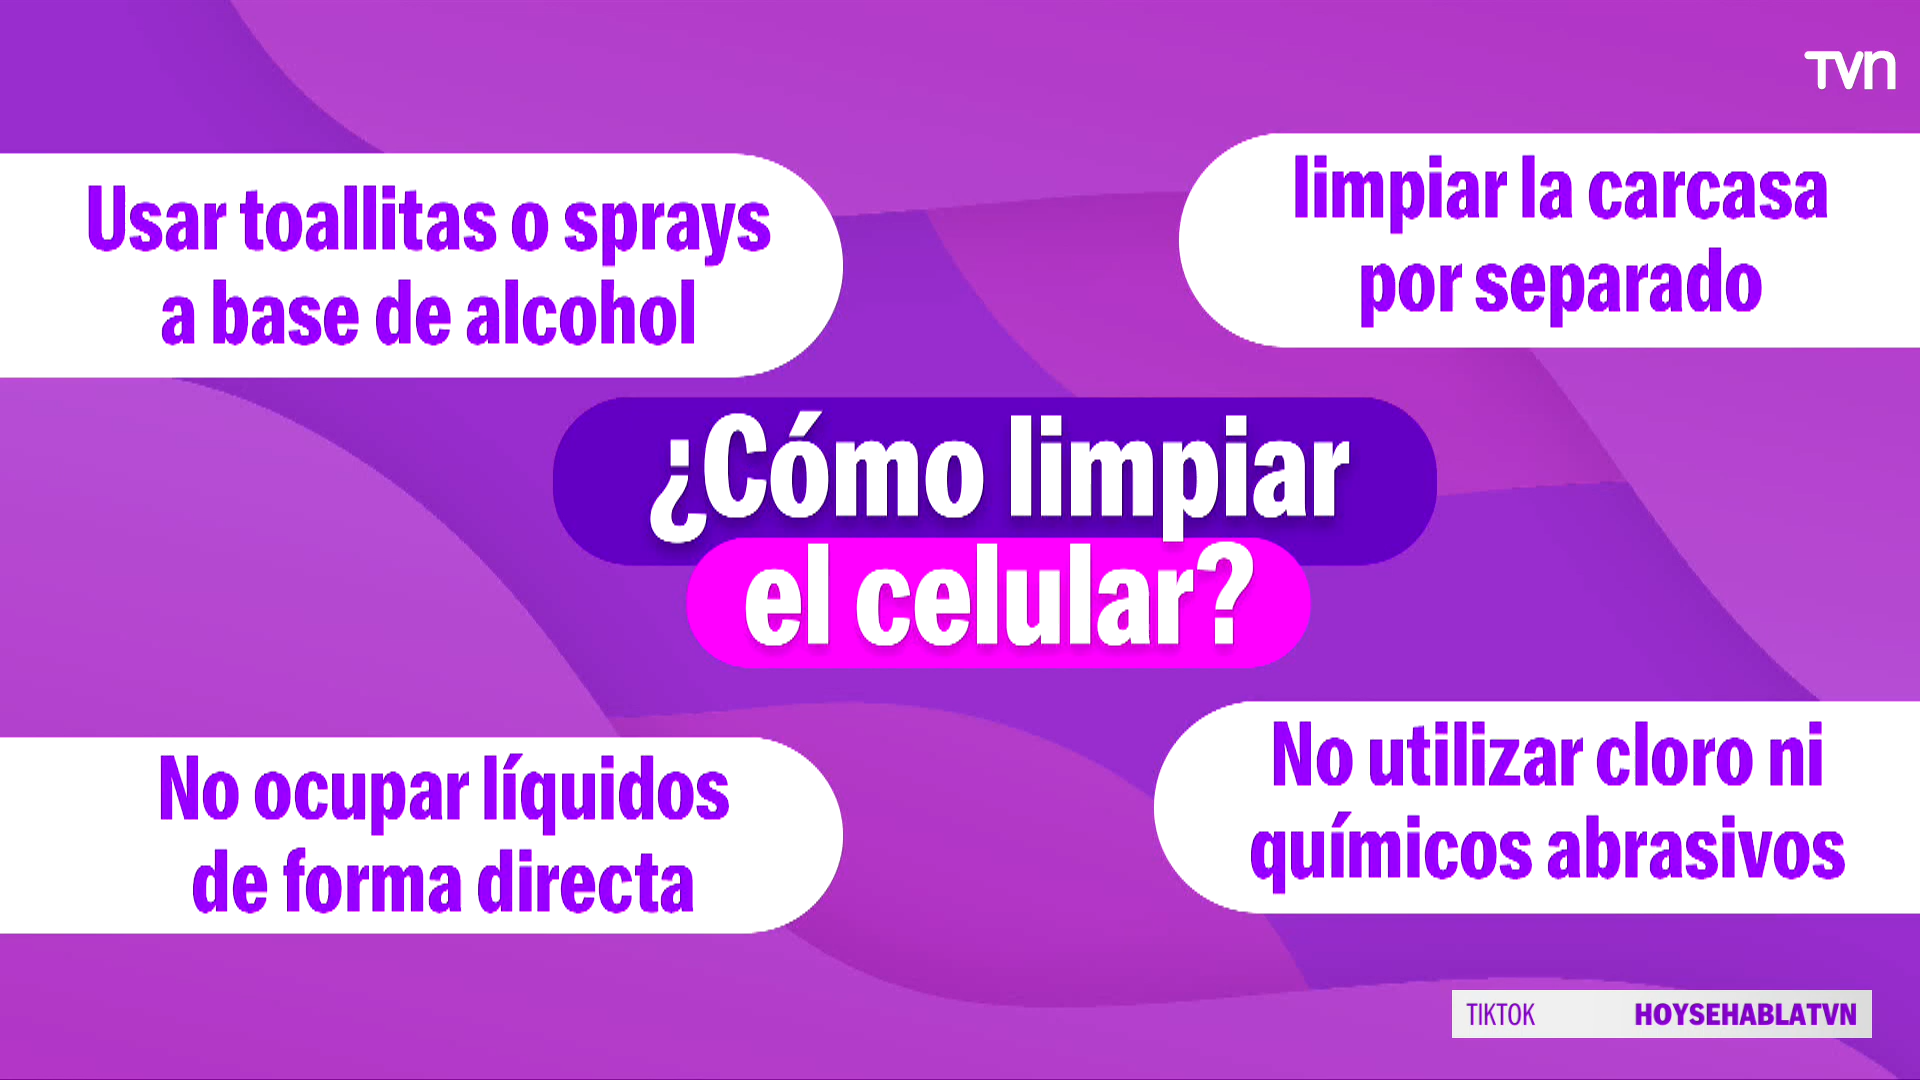 TVN
Usar toallitas o sprays
a base de alcohol
limpiar la carcasa
por separado
¿Cómo limpiar
el celular?
No ocupar líquidos
de forma directa
No utilizar cloro ni
químicos abrasivos
TIKTOK HOYSEHABLATVN